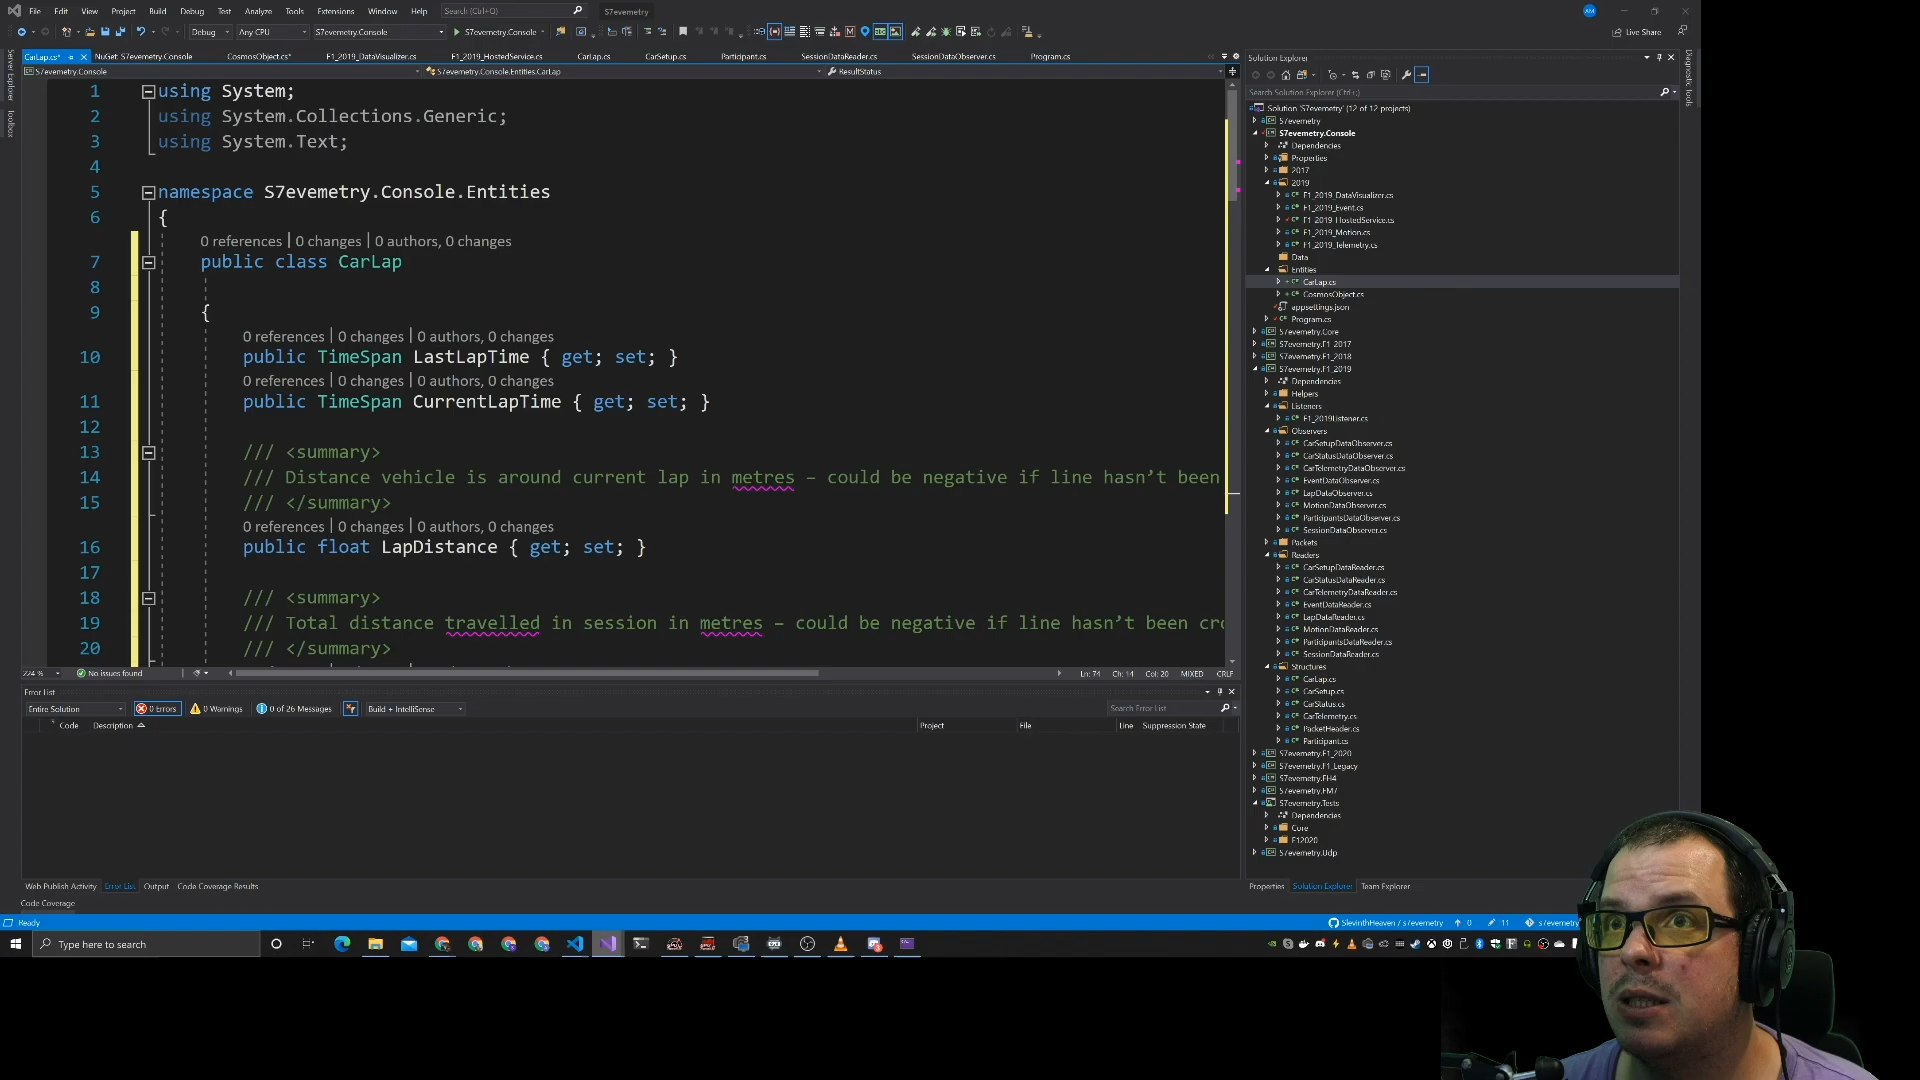 File Edit View Project Build Debug Test Analyze Tools Extensions Window Help Search (Ctrl+Q) S7evemetry AM
Debug Any CPU S7evemetry.Console S7evemetry.Console Live Share
CarLap.cs* NuGet: S7evemetry.Console CosmosObject.cs* F1_2019_DataVisualizer.cs F1_2019_HostedService.cs CarLap.cs CarSetup.cs Participant.cs SessionDataReader.cs SessionDataObserver.cs Program.cs
S7evemetry.Console S7evemetry.Console.Entities.CarLap ResultStatus
Server Explorer
Toolbox
1 using System;
2 using System.Collections.Generic;
3 using System.Text;
4
5 namespace S7evemetry.Console.Entities
6 {
0 references | 0 changes | 0 authors, 0 changes
7 public class CarLap
8
9 {
0 references | 0 changes | 0 authors, 0 changes
10 public TimeSpan LastLapTime { get; set; }
0 references | 0 changes | 0 authors, 0 changes
11 public TimeSpan CurrentLapTime { get; set; }
12
13 /// <summary>
14 /// Distance vehicle is around current lap in metres – could be negative if line hasn’t been
15 /// </summary>
0 references | 0 changes | 0 authors, 0 changes
16 public float LapDistance { get; set; }
17
18 /// <summary>
19 /// Total distance travelled in session in metres – could be negative if line hasn’t been cro
20 /// </summary>
224 % No issues found Ln: 74 Ch: 14 Col: 20 MIXED CRLF
Error List
Entire Solution 0 Errors 0 Warnings 0 of 26 Messages Build + IntelliSense Search Error List
Code Description Project File Line Suppression State
Web Publish Activity Error List Output Code Coverage Results
Code Coverage
Solution Explorer
Search Solution Explorer (Ctrl+;)
Solution 'S7evemetry' (12 of 12 projects)
S7evemetry
S7evemetry.Console
Dependencies
Properties
2017
2019
F1_2019_DataVisualizer.cs
F1_2019_Event.cs
F1_2019_HostedService.cs
F1_2019_Motion.cs
F1_2019_Telemetry.cs
Data
Entities
CarLap.cs
CosmosObject.cs
appsettings.json
Program.cs
S7evemetry.Core
S7evemetry.F1_2017
S7evemetry.F1_2018
S7evemetry.F1_2019
Dependencies
Helpers
Listeners
F1_2019Listener.cs
Observers
CarSetupDataObserver.cs
CarStatusDataObserver.cs
CarTelemetryDataObserver.cs
EventDataObserver.cs
LapDataObserver.cs
MotionDataObserver.cs
ParticipantsDataObserver.cs
SessionDataObserver.cs
Packets
Readers
CarSetupDataReader.cs
CarStatusDataReader.cs
CarTelemetryDataReader.cs
EventDataReader.cs
LapDataReader.cs
MotionDataReader.cs
ParticipantsDataReader.cs
SessionDataReader.cs
Structures
CarLap.cs
CarSetup.cs
CarStatus.cs
CarTelemetry.cs
PacketHeader.cs
Participant.cs
S7evemetry.F1_2020
S7evemetry.F1_Legacy
S7evemetry.FH4
S7evemetry.FM7
S7evemetry.Tests
Dependencies
Core
F12020
S7evemetry.Udp
Properties Solution Explorer Team Explorer
Diagnostic Tools
Ready SlevinthHeaven / s7evemetry 0 11 s7evemetry
Type here to search